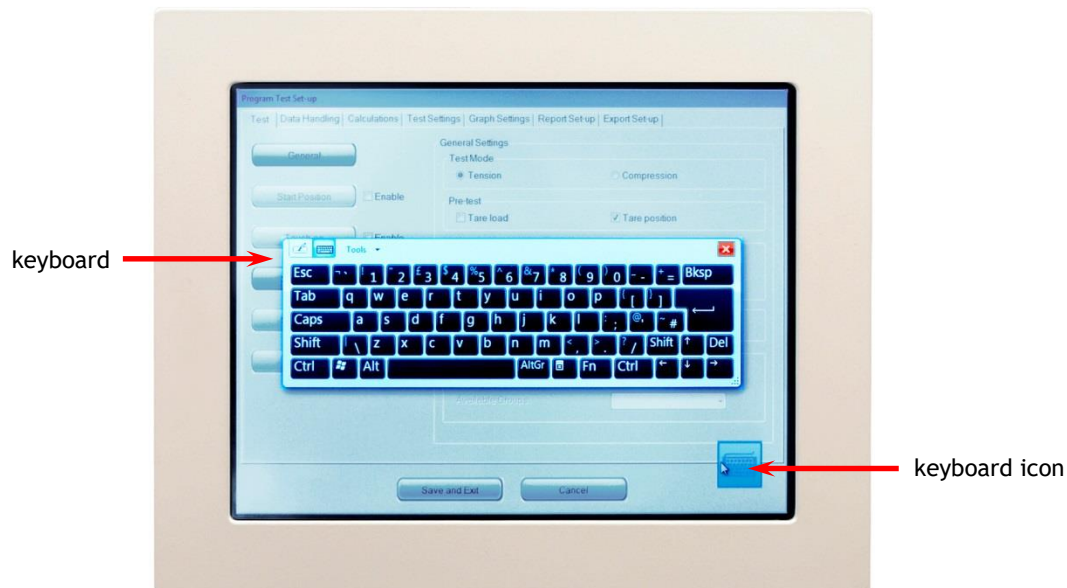 Program Test Set-up
Test | Data Handling | Calculations | Test Settings | Graph Settings | Report Set-up | Export Set-up |
General Settings
General
Test Mode
Tension Compression
Start Position Enable
Pre-test
Tare load Tare position
Enable
keyboard
Tools
Esc ¬ ` ! 1 " 2 £ 3 $ 4 % 5 ^ 6 & 7 * 8 ( 9 ) 0 _ - + = Bksp
Tab q w e r t y u i o p { [ } ]
Caps a s d f g h j k l : ; @ ' ~ #
Shift | \ z x c v b n m < , > . ? / Shift ↑ Del
Ctrl Alt AltGr Fn Ctrl ← ↓ →
keyboard icon
Save and Exit Cancel